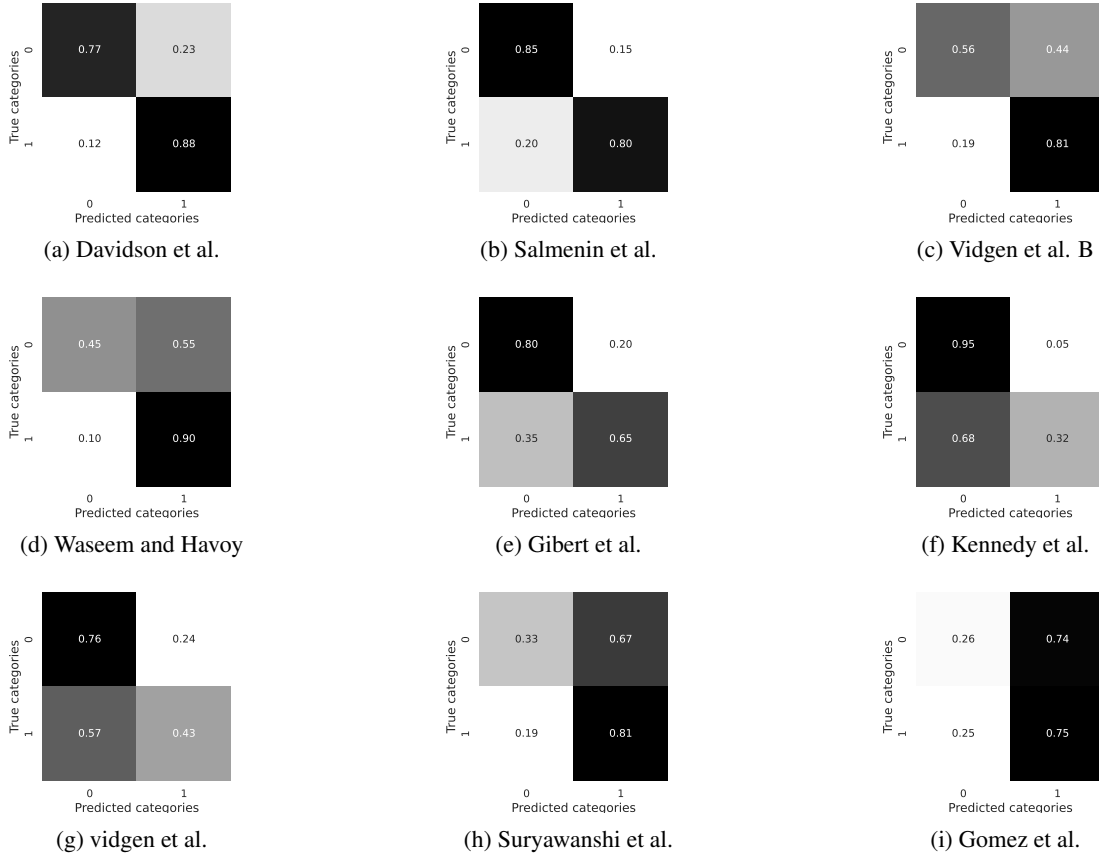 True categories
0
0.77 0.23
1
0.12 0.88
0 1
Predicted categories
(a) Davidson et al.
True categories
0
0.85 0.15
1
0.20 0.80
0 1
Predicted categories
(b) Salmenin et al.
True categories
0
0.56 0.44
1
0.19 0.81
0 1
Predicted categories
(c) Vidgen et al. B
True categories
0
0.45 0.55
1
0.10 0.90
0 1
Predicted categories
(d) Waseem and Havoy
True categories
0
0.80 0.20
1
0.35 0.65
0 1
Predicted categories
(e) Gibert et al.
True categories
0
0.95 0.05
1
0.68 0.32
0 1
Predicted categories
(f) Kennedy et al.
True categories
0
0.76 0.24
1
0.57 0.43
0 1
Predicted categories
(g) vidgen et al.
True categories
0
0.33 0.67
1
0.19 0.81
0 1
Predicted categories
(h) Suryawanshi et al.
True categories
0
0.26 0.74
1
0.25 0.75
0 1
Predicted categories
(i) Gomez et al.